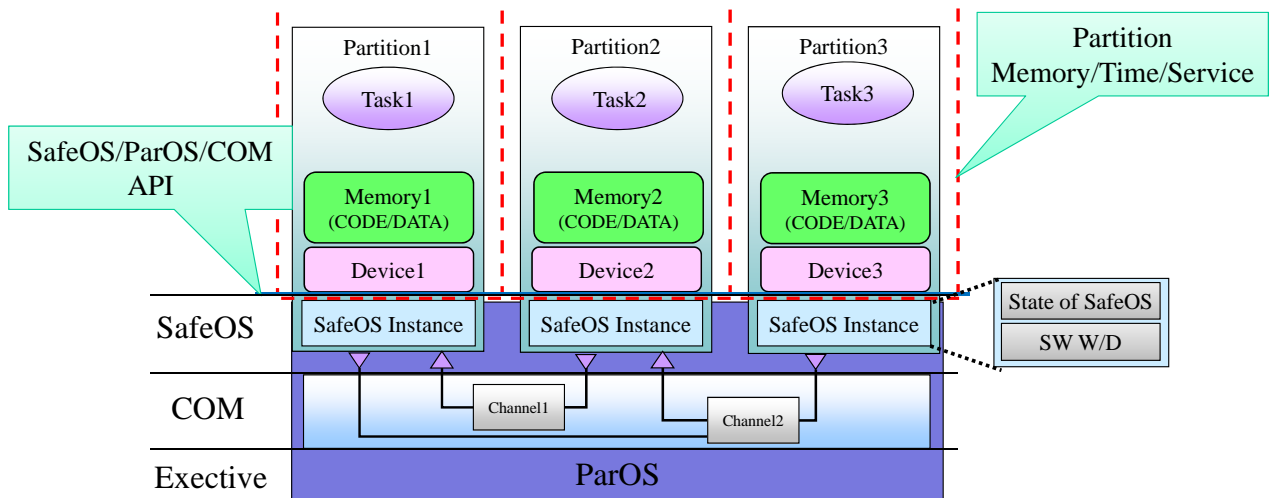 Partition1
Partition2
Partition3
Partition
Memory/Time/Service
Task1
Task2
Task3
SafeOS/ParOS/COM
API
Memory1
(CODE/DATA)
Memory2
(CODE/DATA)
Memory3
(CODE/DATA)
Device1
Device2
Device3
SafeOS
SafeOS Instance
SafeOS Instance
SafeOS Instance
State of SafeOS
SW W/D
COM
Channel1
Channel2
Exective
ParOS